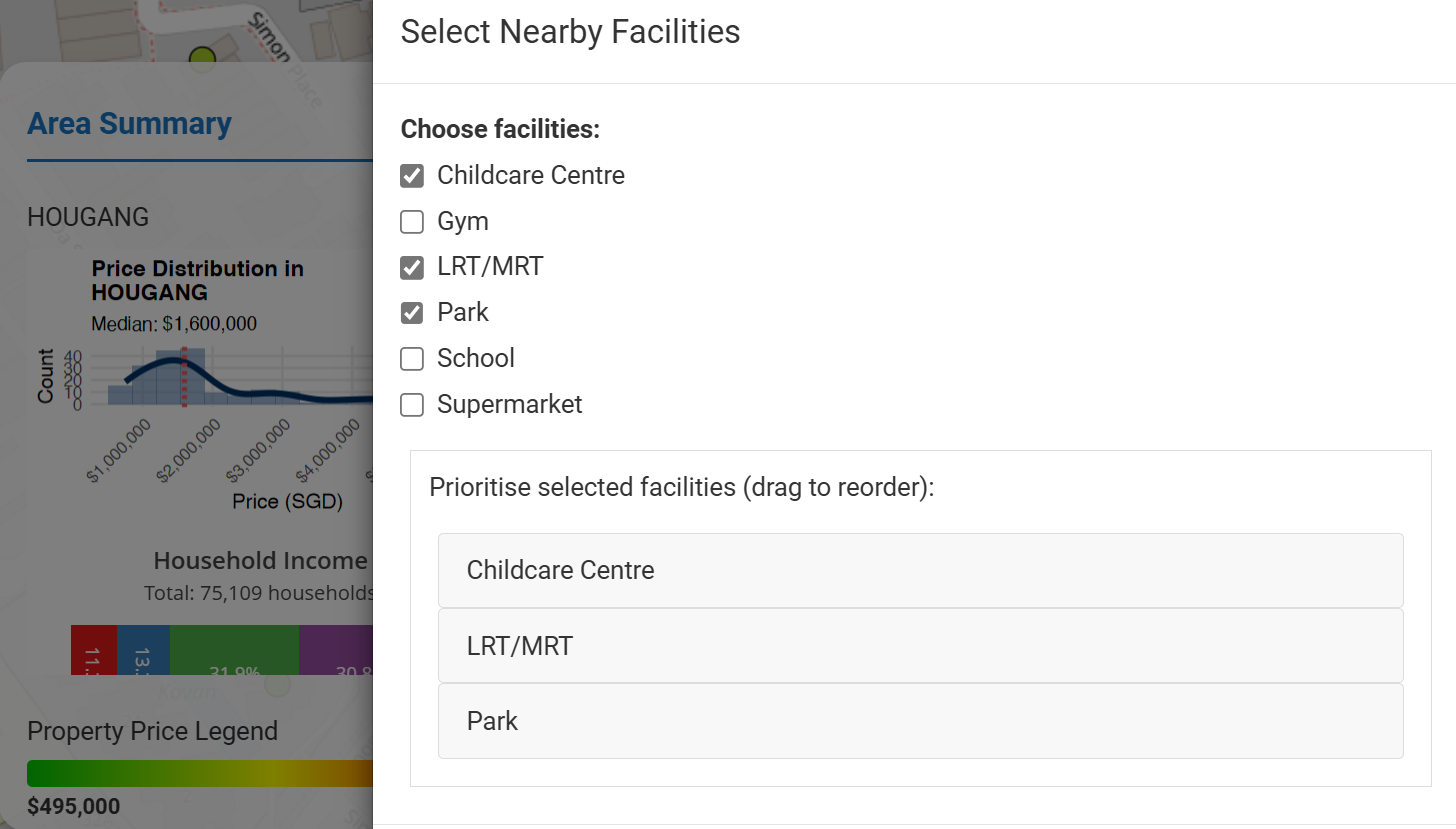 Simon Place
Area Summary
HOUGANG
Price Distribution in
HOUGANG
Median: $1,600,000
Count
40
30
20
10
0
$1,000,000
$2,000,000
$3,000,000
$4,000,000
Price (SGD)
Household Income
Total: 75,109 households
11.
13.
31.9%
30.8
Kovan
Property Price Legend
$495,000
Select Nearby Facilities
Choose facilities:
Childcare Centre
Gym
LRT/MRT
Park
School
Supermarket
Prioritise selected facilities (drag to reorder):
Childcare Centre
LRT/MRT
Park